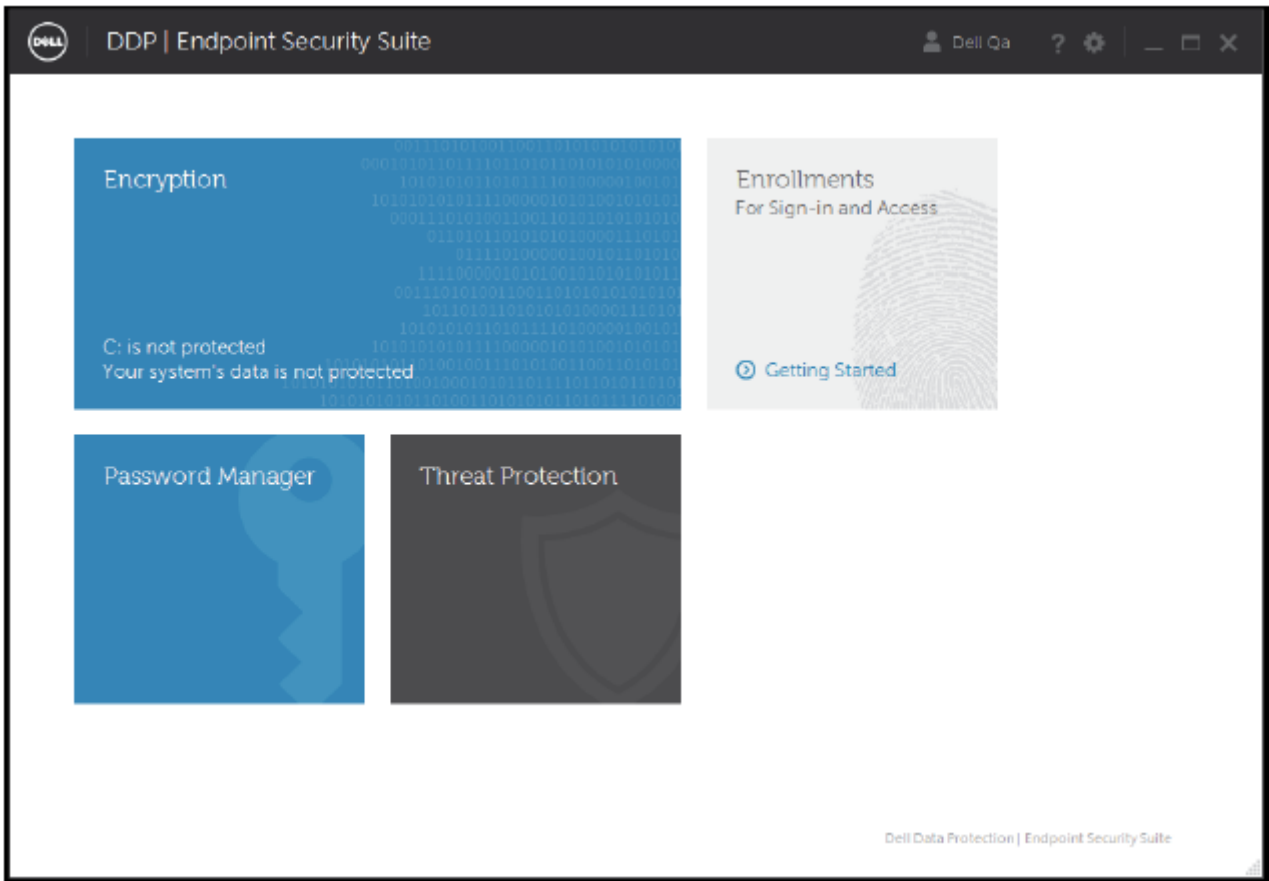 DELL
DDP | Endpoint Security Suite
Dell Qa
?
Encryption
C: is not protected
Your system's data is not protected
Enrollments
For Sign-in and Access
Getting Started
Password Manager
Threat Protection
Dell Data Protection | Endpoint Security Suite